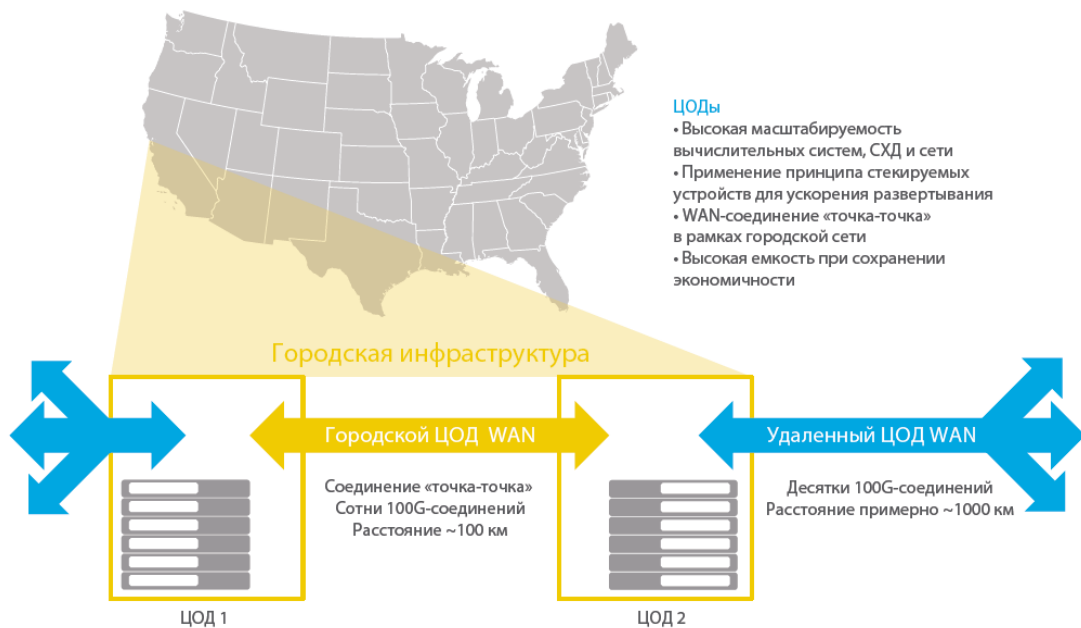 ЦОДы
• Высокая масштабируемость
вычислительных систем, СХД и сети
• Применение принципа стекируемых
устройств для ускорения развертывания
• WAN-соединение «точка-точка»
в рамках городской сети
• Высокая емкость при сохранении
экономичности
Городская инфраструктура
Городской ЦОД WAN
Удаленный ЦОД WAN
Соединение «точка-точка»
Сотни 100G-соединений
Расстояние ~100 км
Десятки 100G-соединений
Расстояние примерно ~1000 км
ЦОД 1
ЦОД 2